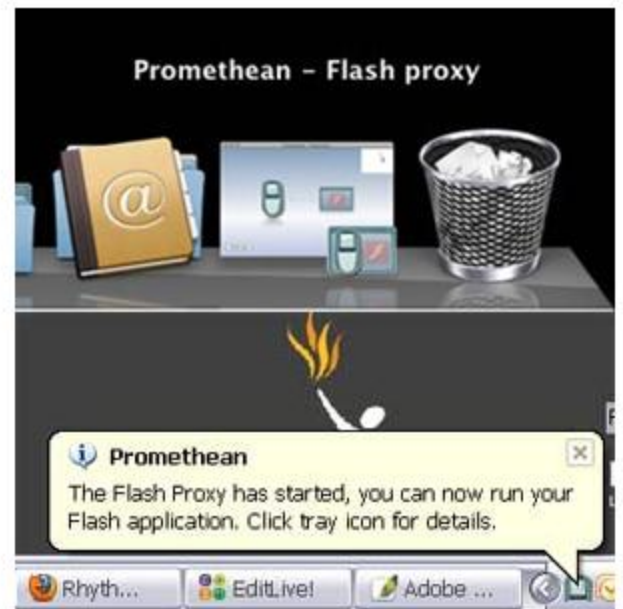 Promethean – Flash proxy
@
Promethean
The Flash Proxy has started, you can now run your
Flash application. Click tray icon for details.
Rhyth... EditLive! Adobe ...